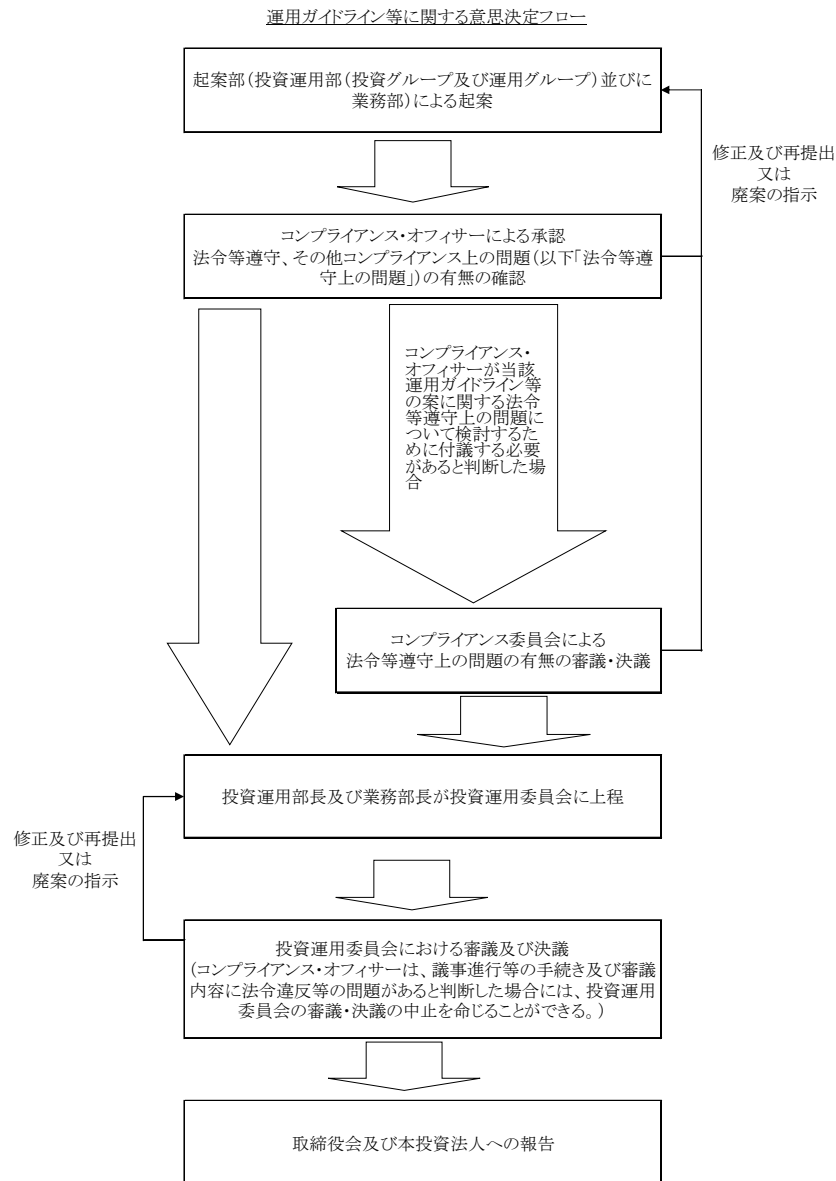 運用ガイドライン等に関する意思決定フロー
起案部(投資運用部(投資グループ及び運用グループ)並びに
業務部)による起案
修正及び再提出
又は
廃案の指示
コンプライアンス・オフィサーによる承認
法令等遵守、その他コンプライアンス上の問題(以下「法令等遵
守上の問題」)の有無の確認
コンプライアンス・
オフィサーが当該
運用ガイドライン等
の案に関する法令
等遵守上の問題に
ついて検討するた
めに付議する必要
があると判断した場
合
コンプライアンス委員会による
法令等遵守上の問題の有無の審議・決議
投資運用部長及び業務部長が投資運用委員会に上程
修正及び再提出
又は
廃案の指示
投資運用委員会における審議及び決議
(コンプライアンス・オフィサーは、議事進行等の手続き及び審議
内容に法令違反等の問題があると判断した場合には、投資運用
委員会の審議・決議の中止を命じることができる。)
取締役会及び本投資法人への報告